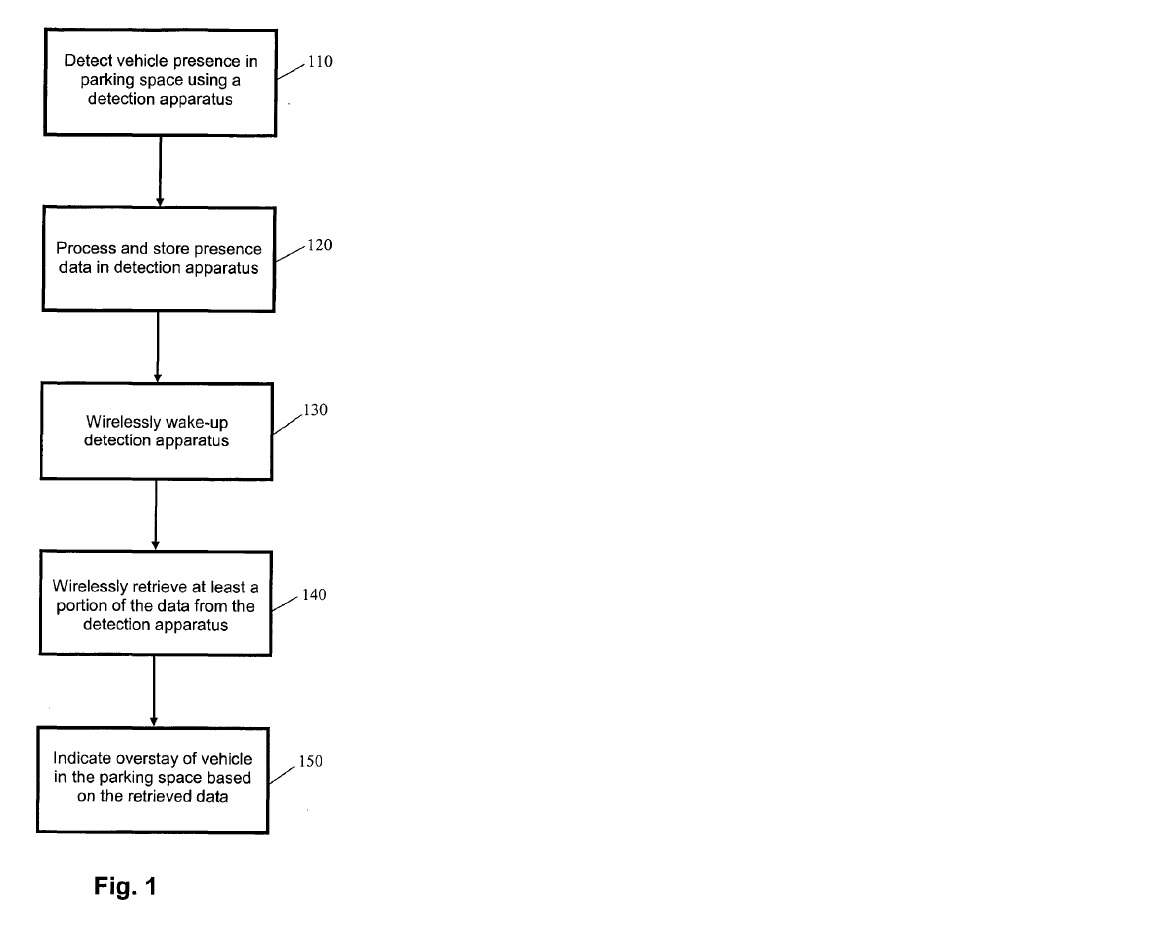 Detect vehicle presence in
parking space using a
detection apparatus
110
Process and store presence
data in detection apparatus
120
Wirelessly wake-up
detection apparatus
130
Wirelessly retrieve at least a
portion of the data from the
detection apparatus
140
Indicate overstay of vehicle
in the parking space based
on the retrieved data
150
Fig. 1